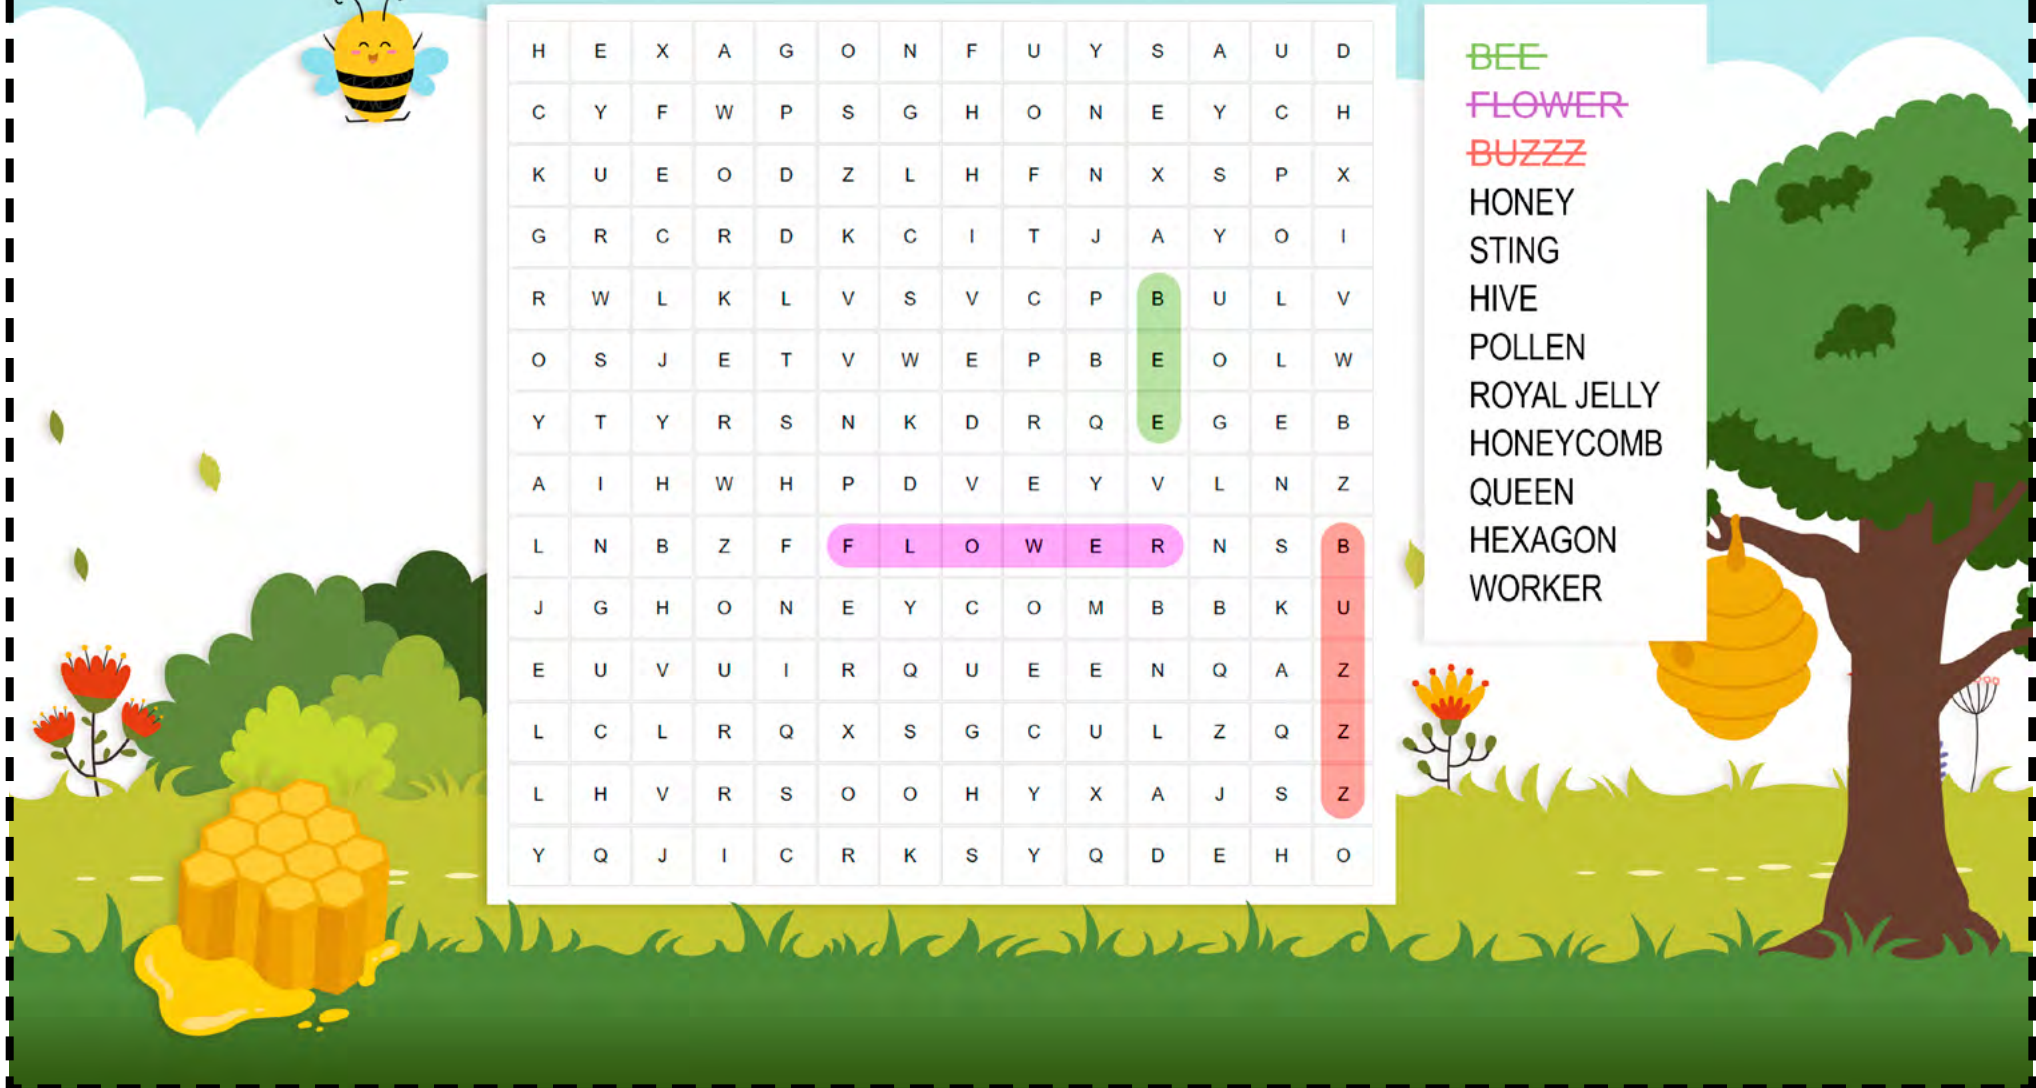 H E X A G O N F U Y S A U D
C Y F W P S G H O N E Y C H
K U E O D Z L H F N X S P X
G R C R D K C I T J A Y O I
R W L K L V S V C P B U L V
O S J E T V W E P B E O L W
Y T Y R S N K D R Q E G E B
A I H W H P D V E Y V L N Z
L N B Z F F L O W E R N S B
J G H O N E Y C O M B B K U
E U V U I R Q U E E N Q A Z
L C L R Q X S G C U L Z Q Z
L H V R S O O H Y X A J S Z
Y Q J I C R K S Y Q D E H O
BEE
FLOWER
BUZZZ
HONEY
STING
HIVE
POLLEN
ROYAL JELLY
HONEYCOMB
QUEEN
HEXAGON
WORKER